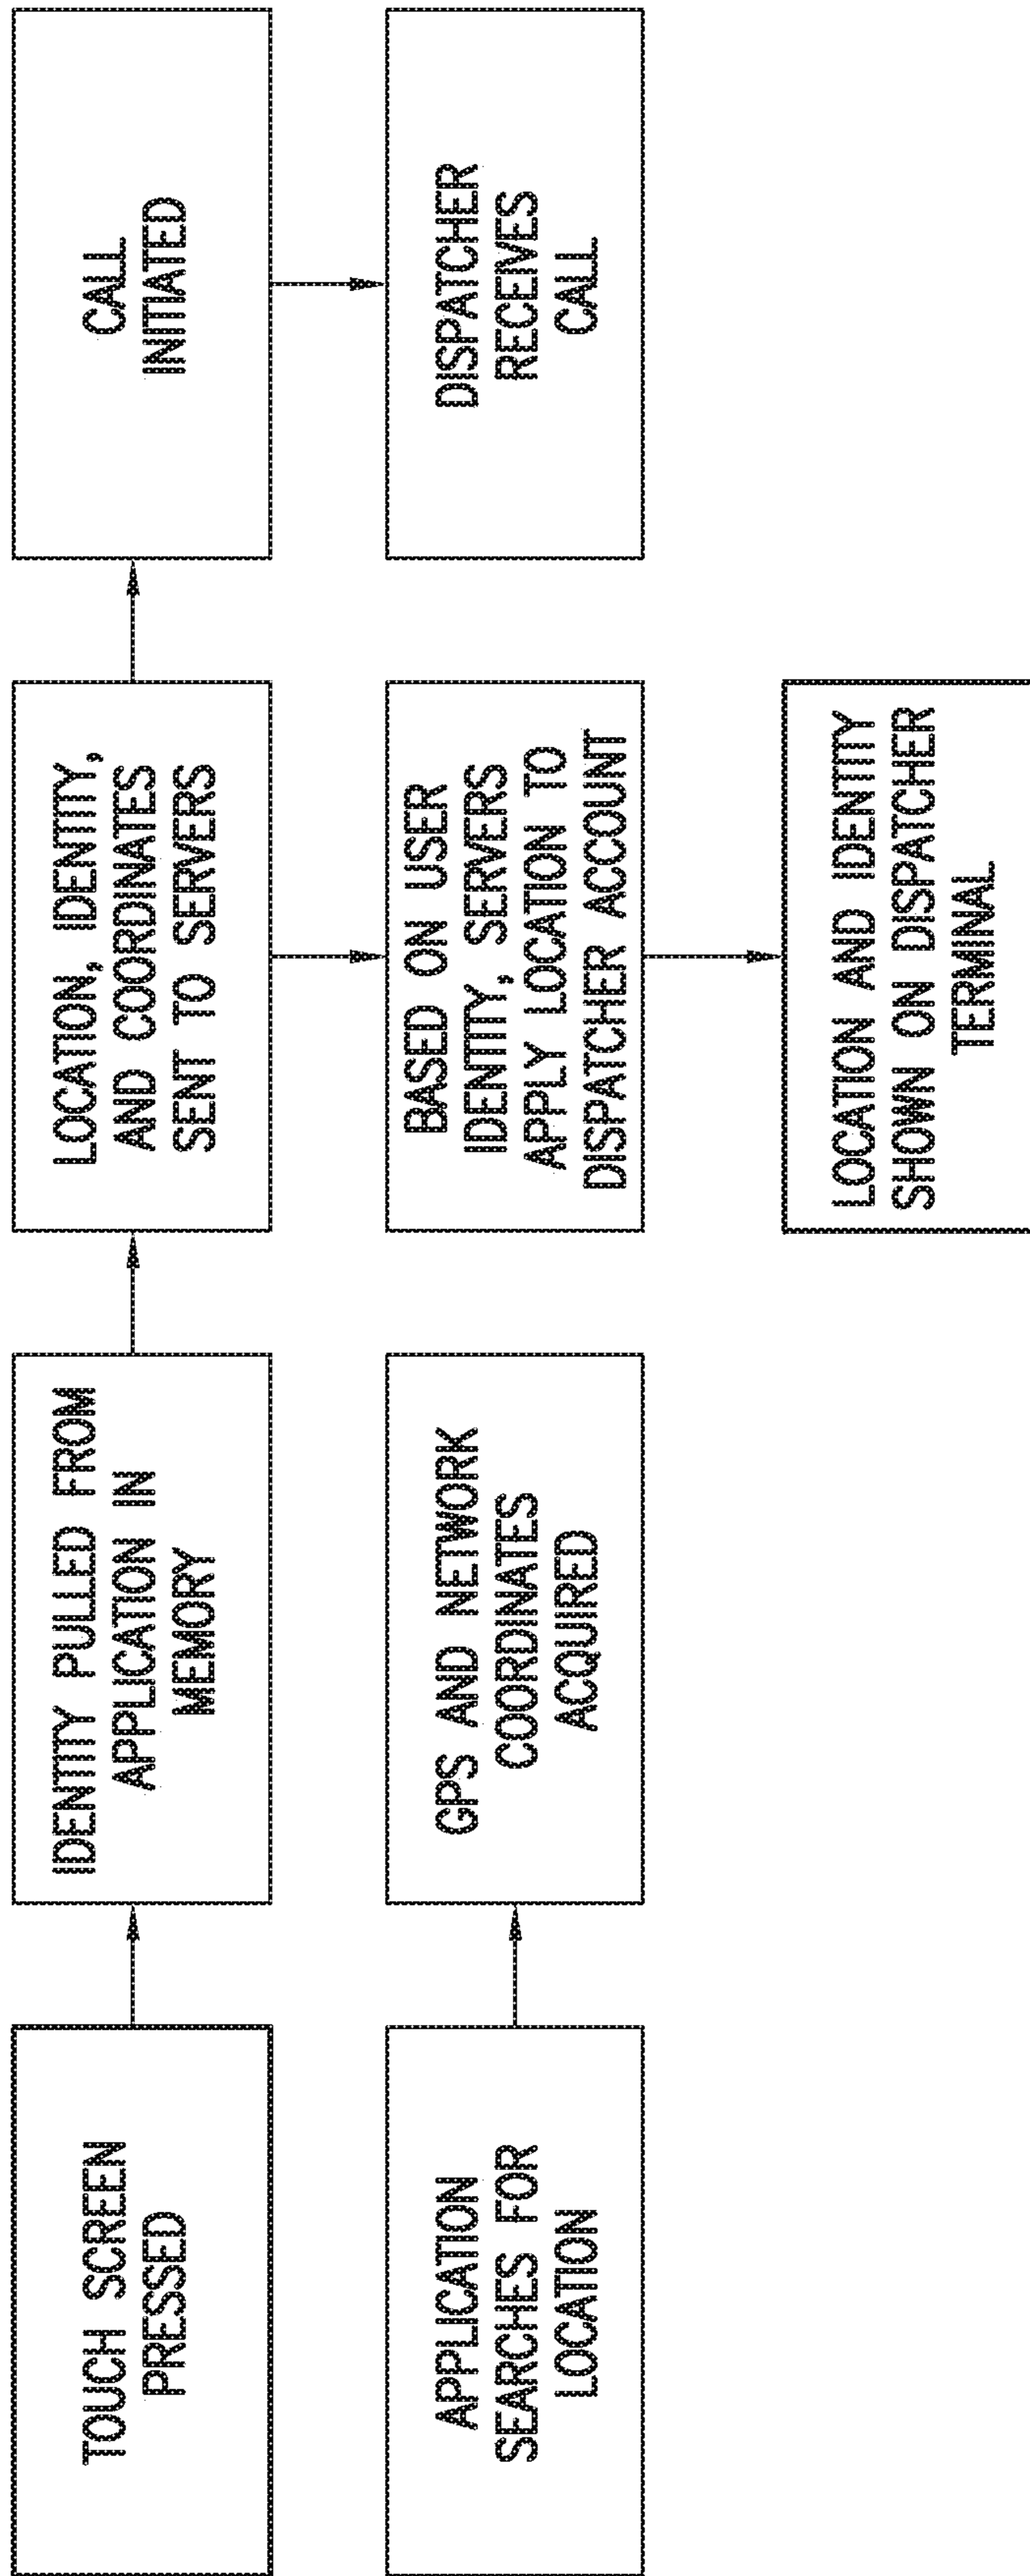 TOUCH SCREEN
PRESSED
IDENTITY PULLED FROM
APPLICATION IN
MEMORY
LOCATION, IDENTITY,
AND COORDINATES
SENT TO SERVERS
CALL
INITIATED
APPLICATION
SEARCHES FOR
LOCATION
GPS AND NETWORK
COORDINATES
ACQUIRED
BASED ON USER
IDENTITY, SERVERS
APPLY LOCATION TO
DISPATCHER ACCOUNT
DISPATCHER
RECEIVES
CALL
LOCATION AND IDENTITY
SHOWN ON DISPATCHER
TERMINAL